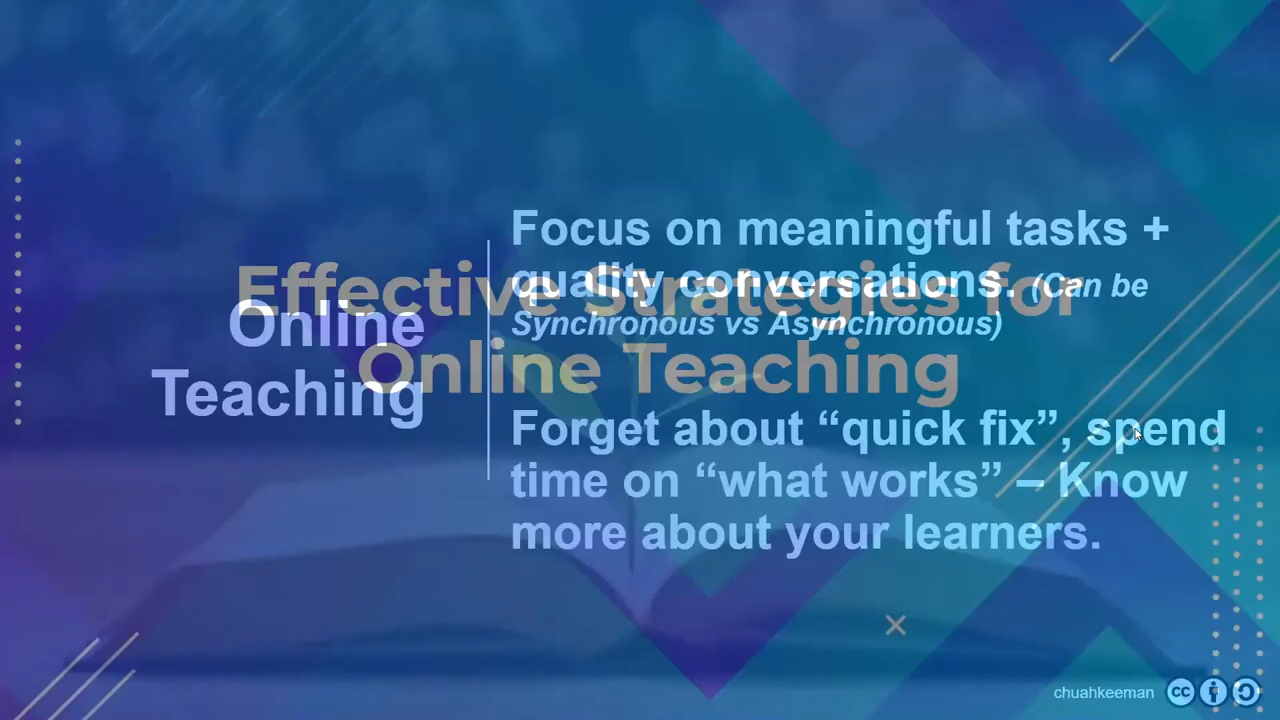 Effective Strategies for
Online Teaching
Online
Teaching
Focus on meaningful tasks +
quality conversations. (Can be
Synchronous vs Asynchronous)
Forget about “quick fix”, spend
time on “what works” – Know
more about your learners.
chuahkeeman